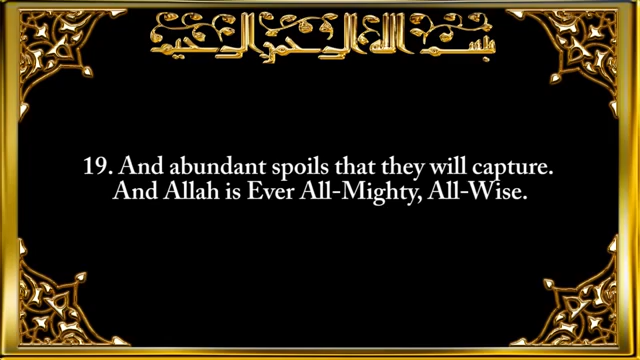 بسم الله الرحمن الرحيم
19. And abundant spoils that they will capture.
And Allah is Ever All-Mighty, All-Wise.